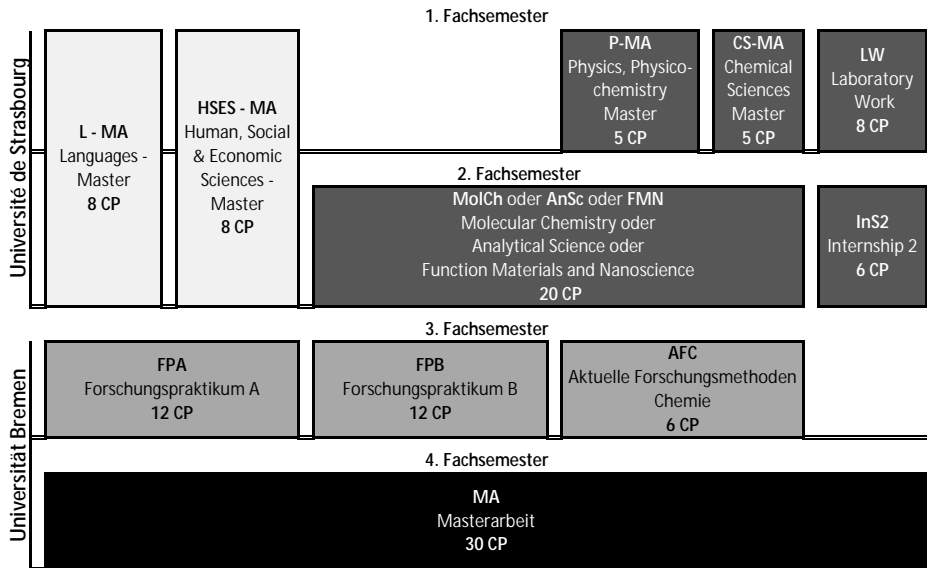 1. Fachsemester
Université de Strasbourg
L - MA
Languages -
Master
8 CP
HSES - MA
Human, Social
& Economic
Sciences -
Master
8 CP
P-MA
Physics, Physico-
chemistry
Master
5 CP
CS-MA
Chemical
Sciences
Master
5 CP
LW
Laboratory
Work
8 CP
2. Fachsemester
MolCh oder AnSc oder FMN
Molecular Chemistry oder
Analytical Science oder
Function Materials and Nanoscience
20 CP
InS2
Internship 2
6 CP
3. Fachsemester
Universität Bremen
FPA
Forschungspraktikum A
12 CP
FPB
Forschungspraktikum B
12 CP
AFC
Aktuelle Forschungsmethoden
Chemie
6 CP
4. Fachsemester
MA
Masterarbeit
30 CP